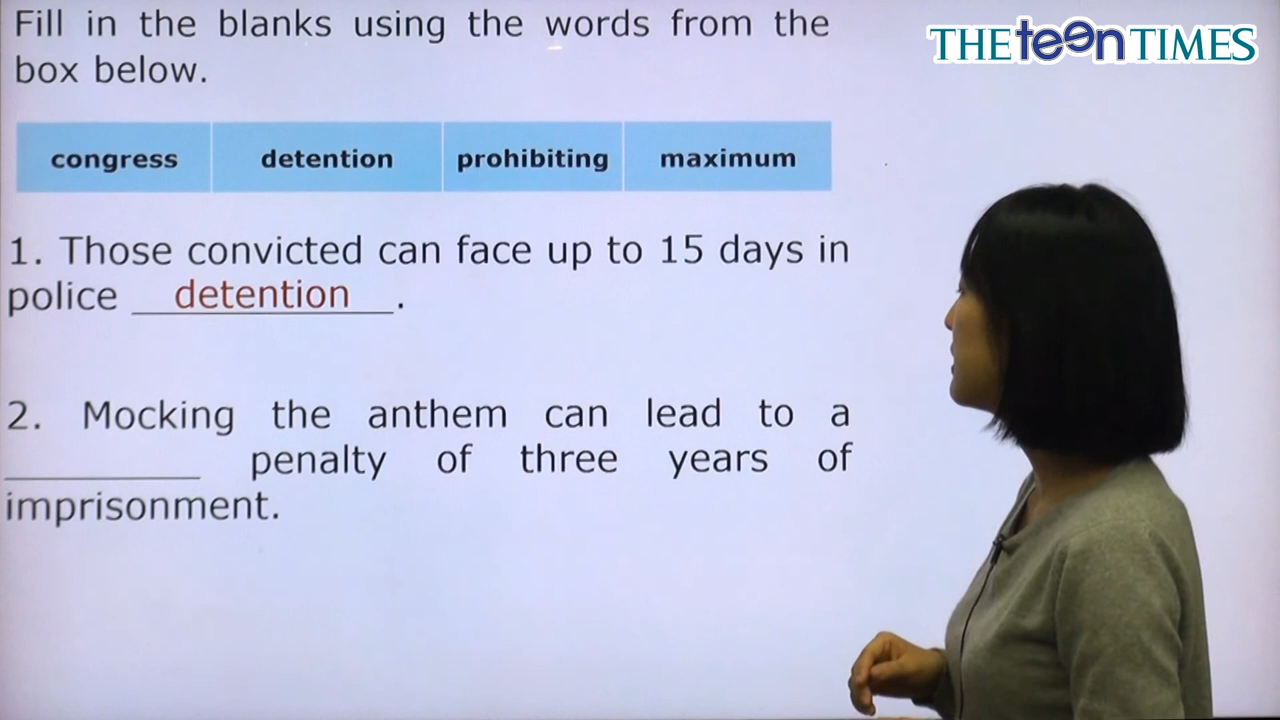 Fill in the blanks using the words from the
box below.
THE teen TIMES
congress detention prohibiting maximum
1. Those convicted can face up to 15 days in
police detention.
2. Mocking the anthem can lead to a
__________ penalty of three years of
imprisonment.